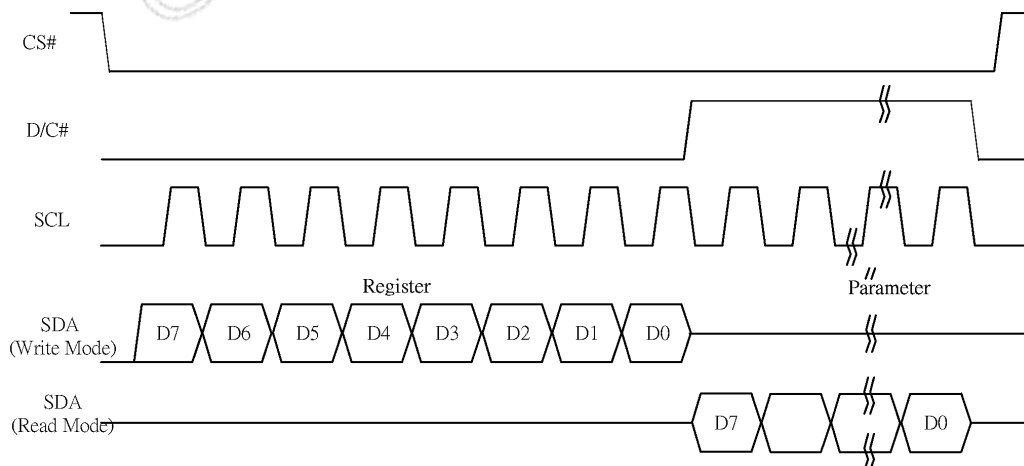 CS#
D/C#
SCL
Register
Parameter
SDA
(Write Mode)
D7 D6 D5 D4 D3 D2 D1 D0
SDA
(Read Mode)
D7 D0